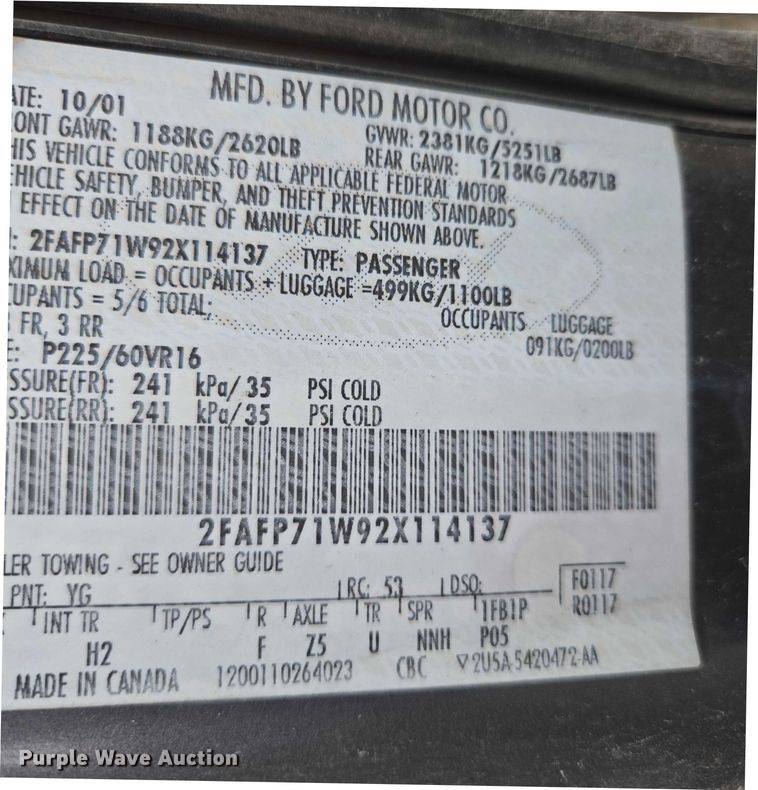 ATE: 10/01 MFD. BY FORD MOTOR CO.
ONT GAWR: 1188KG/2620LB GVWR: 2381KG/5251LB
REAR GAWR: 1218KG/2687LB
HIS VEHICLE CONFORMS TO ALL APPLICABLE FEDERAL MOTOR
EHICLE SAFETY, BUMPER, AND THEFT PREVENTION STANDARDS
EFFECT ON THE DATE OF MANUFACTURE SHOWN ABOVE.
: 2FAFP71W92X114137 TYPE: PASSENGER
XIMUM LOAD = OCCUPANTS + LUGGAGE =499KG/1100LB
UPANTS = 5/6 TOTAL; OCCUPANTS LUGGAGE
FR, 3 RR 091KG/0200LB
E: P225/60VR16
SSURE(FR): 241 kPa/ 35 PSI COLD
SSURE(RR): 241 kPa/ 35 PSI COLD
2FAFP71W92X114137
LER TOWING - SEE OWNER GUIDE
PNT: YG RC: 53 DSO: F0117
R0117
INT TR TP/PS R AXLE TR SPR 1FB1P
H2 F Z5 U NNH P05
MADE IN CANADA 1200110264023 CBC ▽2U5A-5420472-AA
Purple Wave Auction